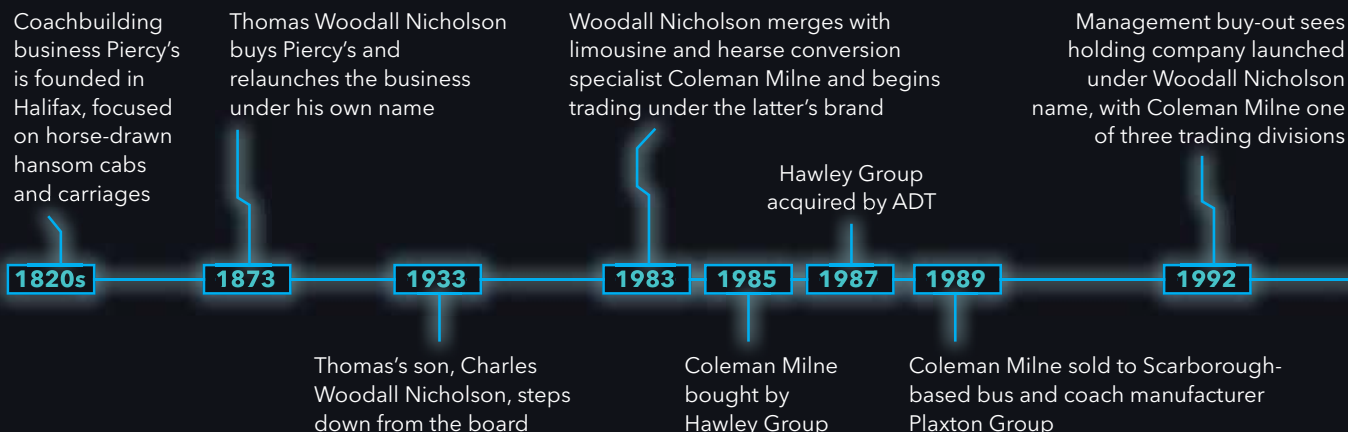 Coachbuilding
business Piercy's
is founded in
Halifax, focused
on horse-drawn
hansom cabs
and carriages
Thomas Woodall Nicholson
buys Piercy's and
relaunches the business
under his own name
Woodall Nicholson merges with
limousine and hearse conversion
specialist Coleman Milne and begins
trading under the latter's brand
Hawley Group
acquired by ADT
Management buy-out sees
holding company launched
under Woodall Nicholson
name, with Coleman Milne one
of three trading divisions
1820s
1873
1933
1983
1985
1987
1989
1992
Thomas's son, Charles
Woodall Nicholson, steps
down from the board
Coleman Milne
bought by
Hawley Group
Coleman Milne sold to Scarborough-
based bus and coach manufacturer
Plaxton Group